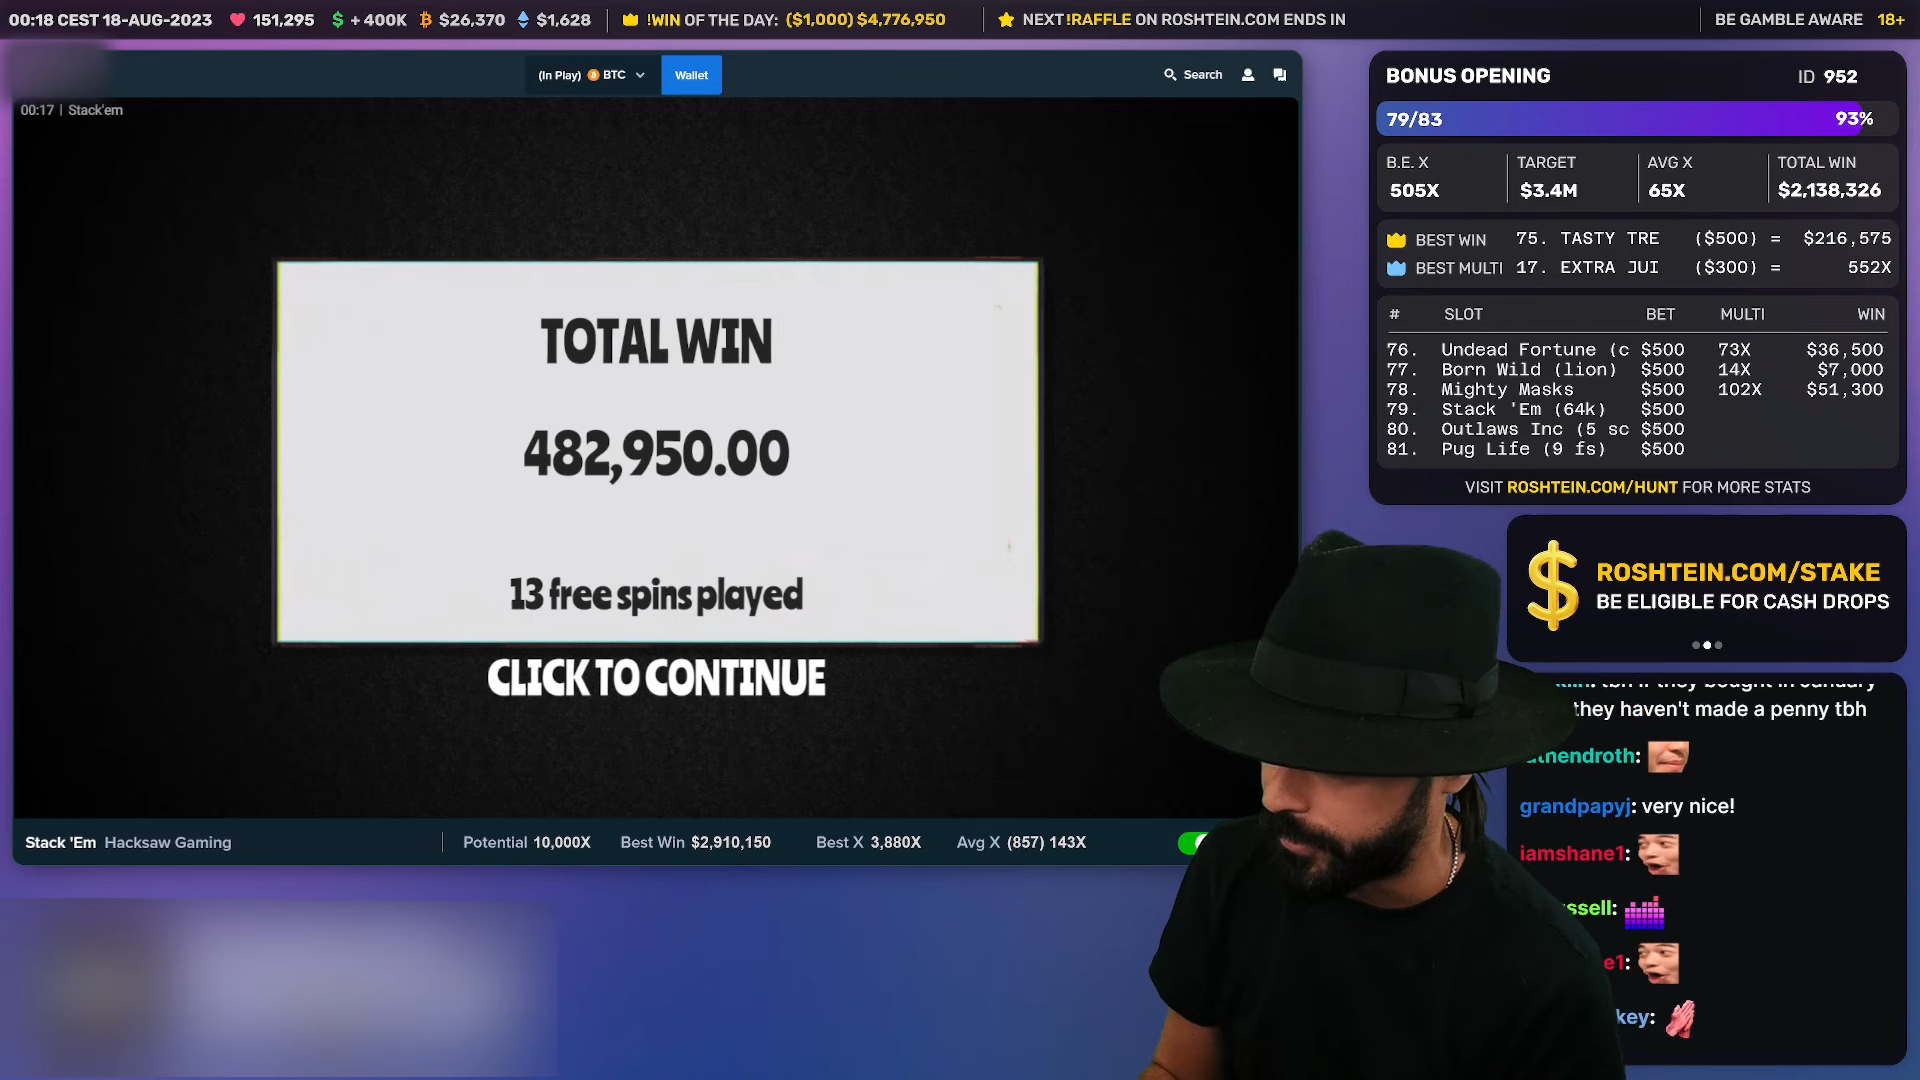 00:18 CEST 18-AUG-2023 151,295 + 400K $26,370 $1,628 !WIN OF THE DAY: ($1,000) $4,776,950 NEXT !RAFFLE ON ROSHTEIN.COM ENDS IN BE GAMBLE AWARE 18+
(In Play) BTC Wallet Search
00:17 | Stack'em
TOTAL WIN
482,950.00
13 free spins played
CLICK TO CONTINUE
Stack 'Em Hacksaw Gaming Potential 10,000X Best Win $2,910,150 Best X 3,880X Avg X (857) 143X
BONUS OPENING ID 952
79/83 93%
B.E. X TARGET AVG X TOTAL WIN
505X $3.4M 65X $2,138,326
BEST WIN 75. TASTY TRE ($500) = $216,575
BEST MULTI 17. EXTRA JUI ($300) = 552X
# SLOT BET MULTI WIN
76. Undead Fortune (c $500 73X $36,500
77. Born Wild (lion) $500 14X $7,000
78. Mighty Masks $500 102X $51,300
79. Stack 'Em (64k) $500
80. Outlaws Inc (5 sc $500
81. Pug Life (9 fs) $500
VISIT ROSHTEIN.COM/HUNT FOR MORE STATS
ROSHTEIN.COM/STAKE
BE ELIGIBLE FOR CASH DROPS
they haven't made a penny tbh
hendroth:
grandpapyj: very nice!
iamshane1:
ssell:
e1:
key: